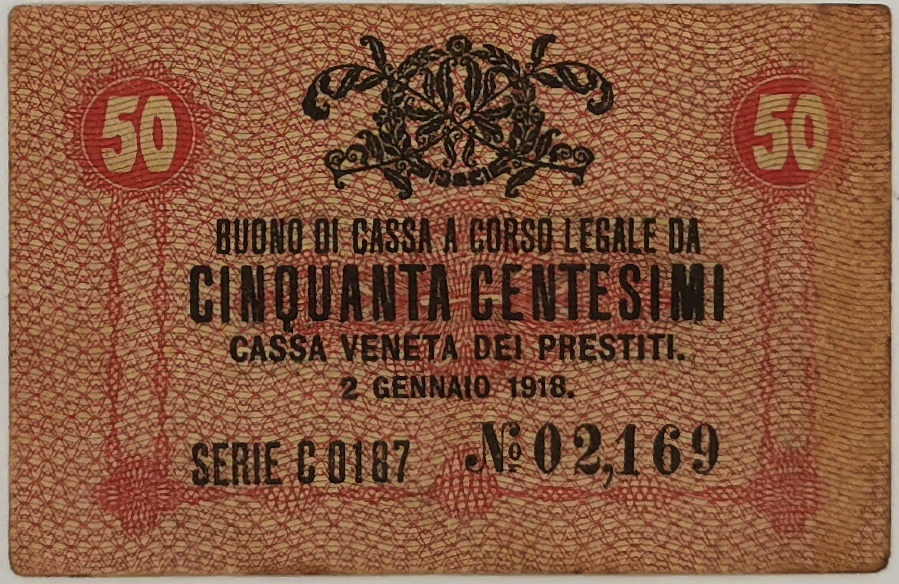 50 50
BUONO DI CASSA A CORSO LEGALE DA
CINQUANTA CENTESIMI
CASSA VENETA DEI PRESTITI.
2 GENNAIO 1918.
SERIE C 0187 No 02,169